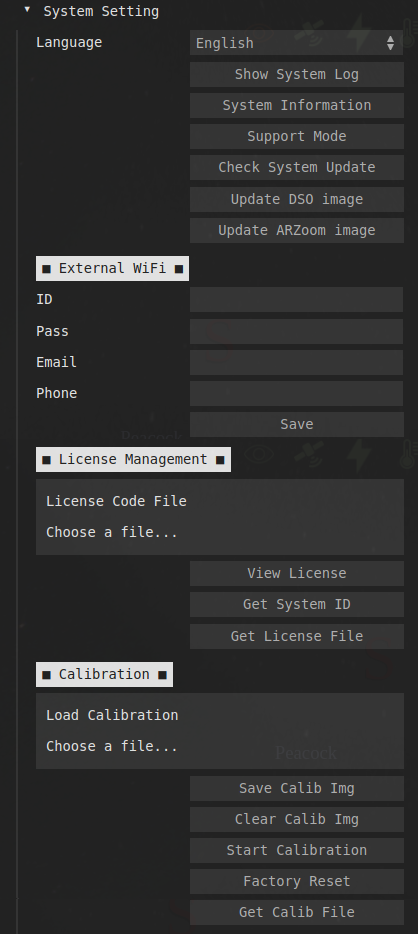 ▼ System Setting
Language English
Show System Log
System Information
Support Mode
Check System Update
Update DSO image
Update ARZoom image
■ External WiFi ■
ID
Pass
Email
Phone
Save
■ License Management ■
License Code File
Choose a file...
View License
Get System ID
Get License File
■ Calibration ■
Load Calibration
Choose a file...
Peacock
Save Calib Img
Clear Calib Img
Start Calibration
Factory Reset
Get Calib File